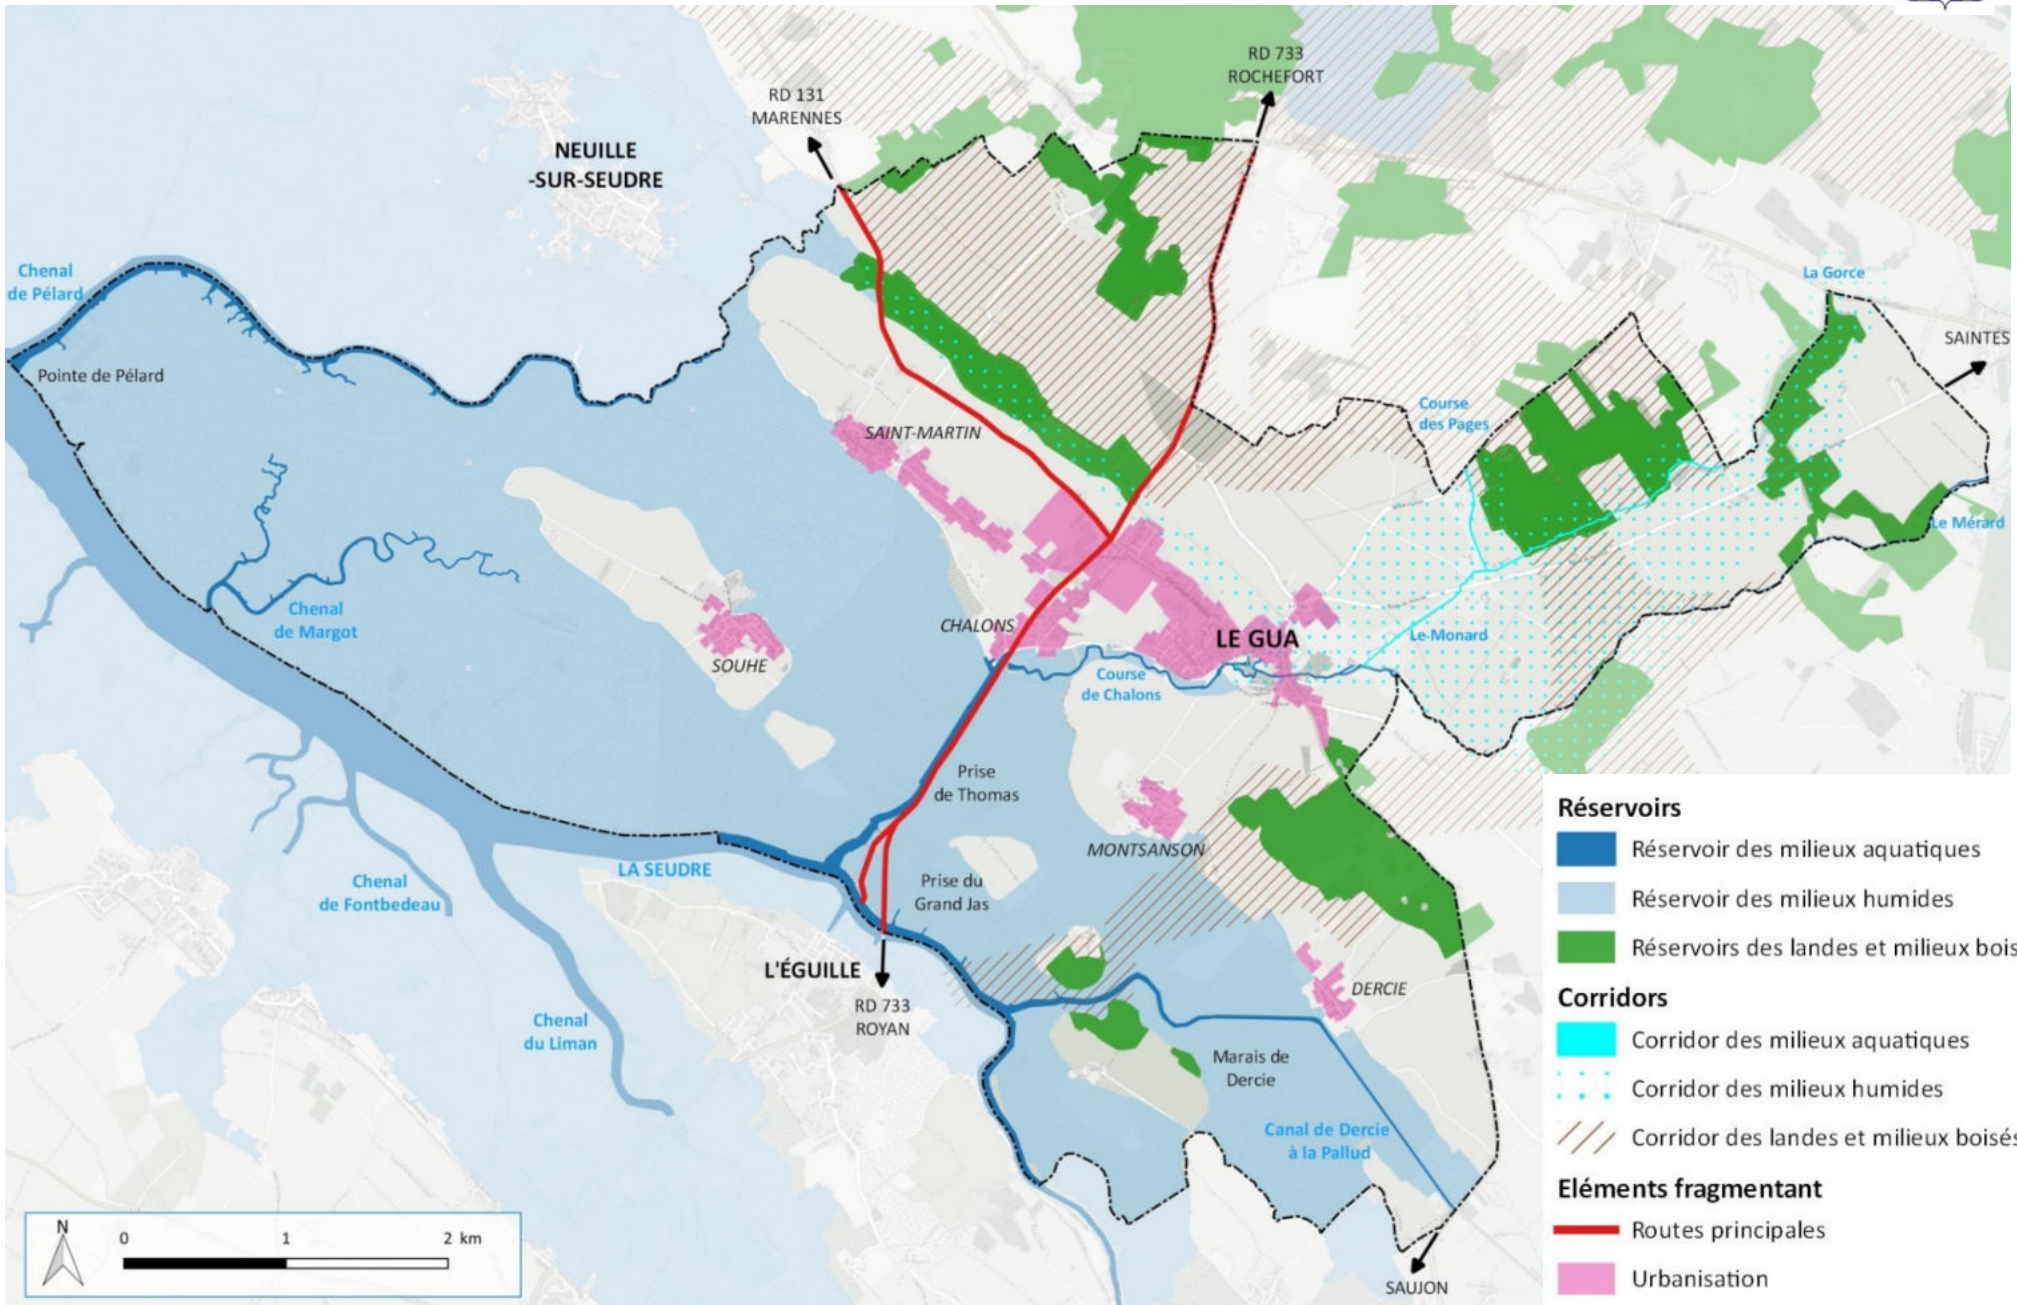 RD 733
ROCHEFORT
RD 131
MARENNES
NEUILLE
-SUR-SEUDRE
Chenal
de Pélard
La Gorce
SAINTES
Pointe de Pélard
Course
des Pages
SAINT-MARTIN
Le Mérard
Chenal
de Margot
CHALONS
LE GUA
Le Monard
SOUHE
Course
de Chalons
Prise
de Thomas
MONTSANSON
LA SEUDRE
Chenal
de Fontbedeau
Prise du
Grand Jas
L'ÉGUILLE
DERCIE
RD 733
ROYAN
Chenal
du Liman
Marais de
Dercie
Canal de Dercie
à la Pallud
SAUJON
N
0 1 2 km
Réservoirs
Réservoir des milieux aquatiques
Réservoir des milieux humides
Réservoirs des landes et milieux bois
Corridors
Corridor des milieux aquatiques
Corridor des milieux humides
Corridor des landes et milieux boisés
Eléments fragmentant
Routes principales
Urbanisation